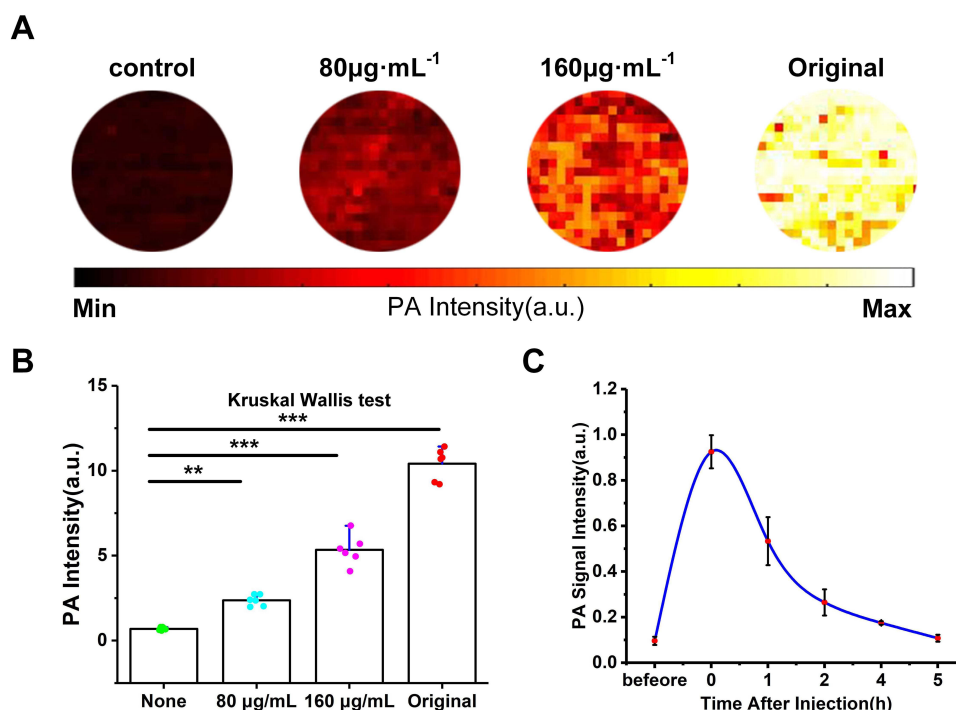 A
control 80µg·mL⁻¹ 160µg·mL⁻¹ Original
Min PA Intensity(a.u.) Max
B
Kruskal Wallis test
***
***
**
PA Intensity(a.u.)
15
10
5
0
None 80 µg/mL 160 µg/mL Original
C
PA Signal Intensity(a.u.)
1.2
1.0
0.8
0.6
0.4
0.2
0.0
befeore 0 1 2 4 5
Time After Injection(h)